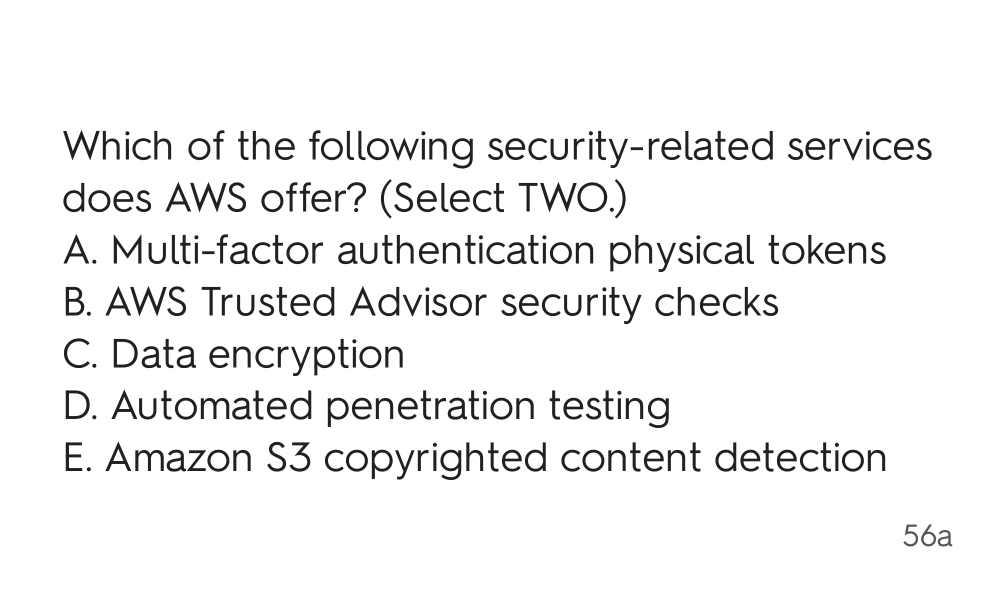 Which of the following security-related services
does AWS offer? (Select TWO.)
A. Multi-factor authentication physical tokens
B. AWS Trusted Advisor security checks
C. Data encryption
D. Automated penetration testing
E. Amazon S3 copyrighted content detection
56a